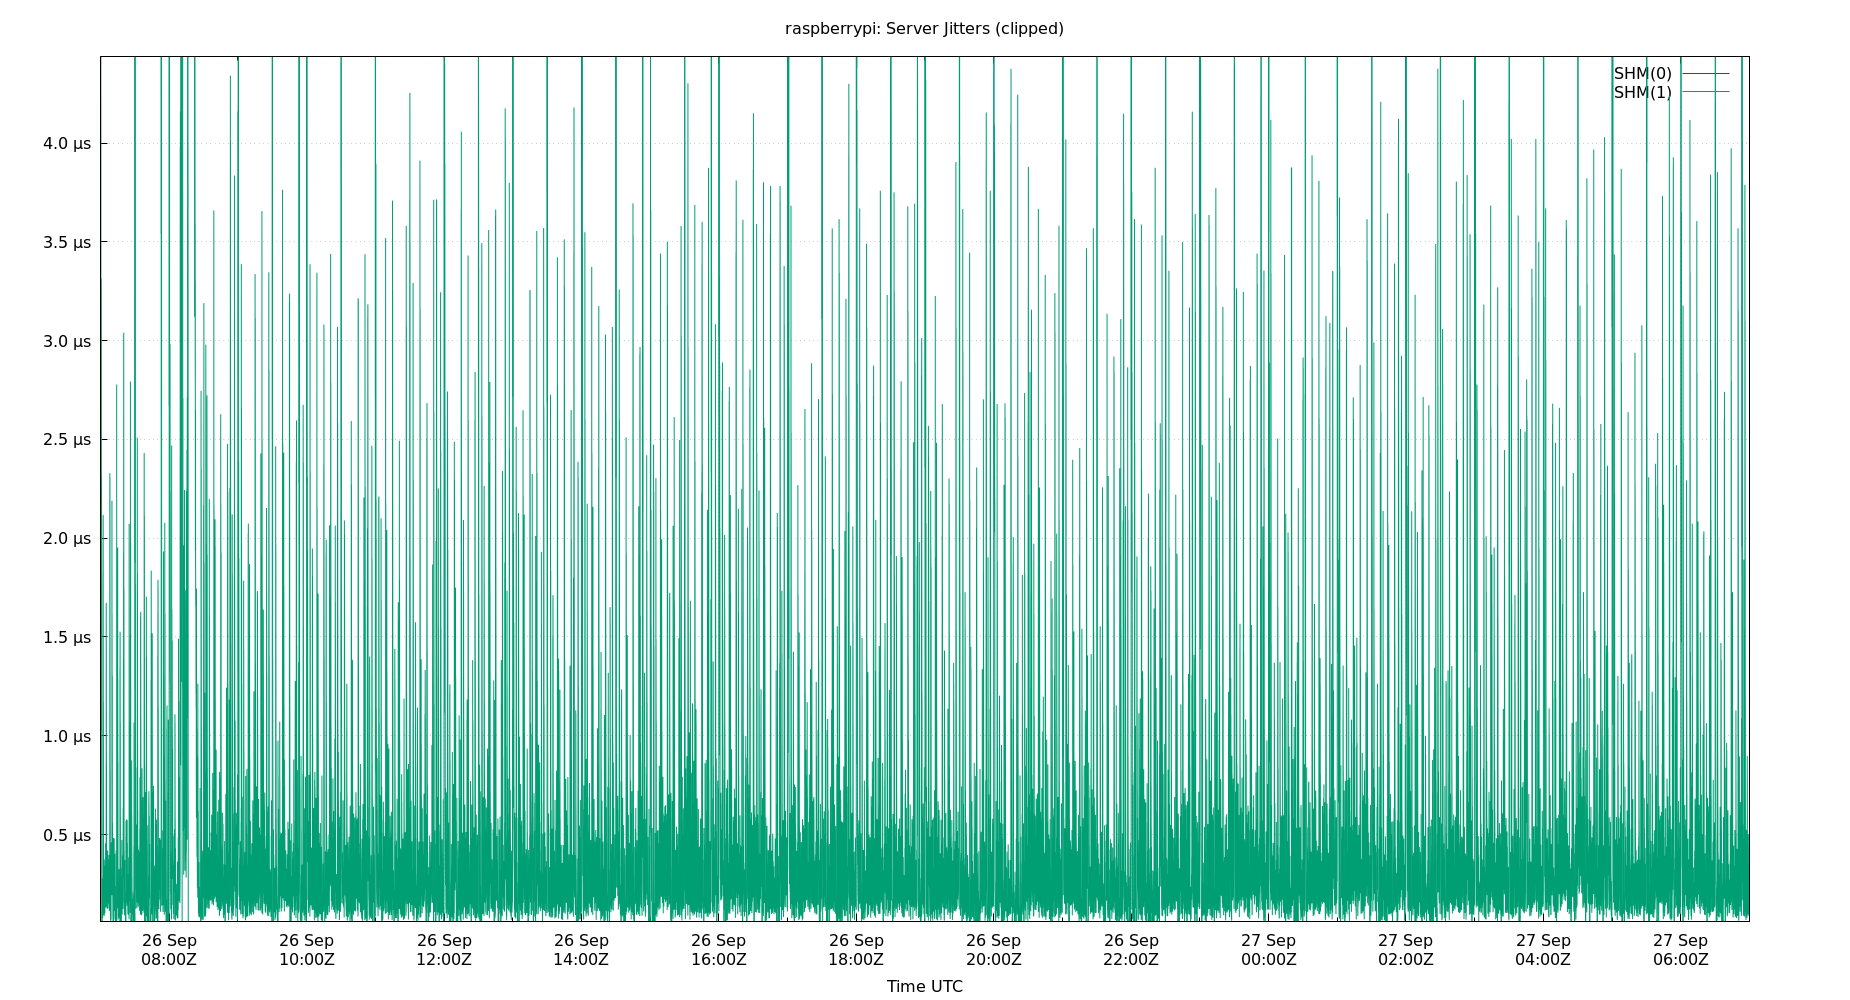 raspberrypi: Server Jitters (clipped)
SHM(0)
SHM(1)
4.0 µs
3.5 µs
3.0 µs
2.5 µs
2.0 µs
1.5 µs
1.0 µs
0.5 µs
26 Sep 26 Sep 26 Sep 26 Sep 26 Sep 26 Sep 26 Sep 26 Sep 27 Sep 27 Sep 27 Sep 27 Sep
08:00Z 10:00Z 12:00Z 14:00Z 16:00Z 18:00Z 20:00Z 22:00Z 00:00Z 02:00Z 04:00Z 06:00Z
Time UTC